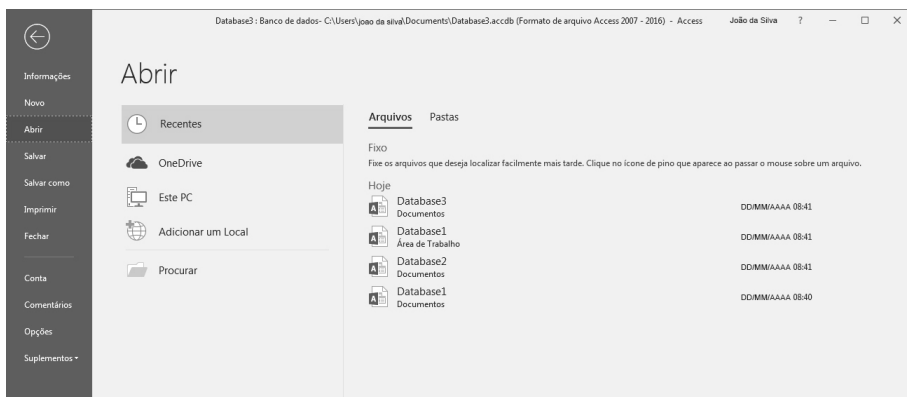 Database3 : Banco de dados- C:\Users\joao da silva\Documents\Database3.accdb (Formato de arquivo Access 2007 - 2016) - Access João da Silva ?
Informações
Novo
Abrir
Salvar
Salvar como
Imprimir
Fechar
Conta
Comentários
Opções
Suplementos
Abrir
Recentes
OneDrive
Este PC
Adicionar um Local
Procurar
Arquivos Pastas
Fixo
Fixe os arquivos que deseja localizar facilmente mais tarde. Clique no ícone de pino que aparece ao passar o mouse sobre um arquivo.
Hoje
Database3 DD/MM/AAAA 08:41
Documentos
Database1 DD/MM/AAAA 08:41
Área de Trabalho
Database2 DD/MM/AAAA 08:41
Documentos
Database1 DD/MM/AAAA 08:40
Documentos